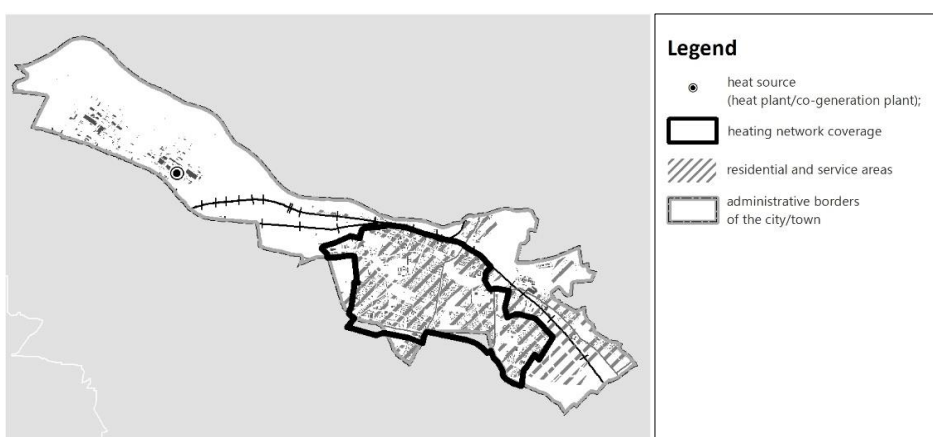 Legend
heat source
(heat plant/co-generation plant);
heating network coverage
residential and service areas
administrative borders
of the city/town